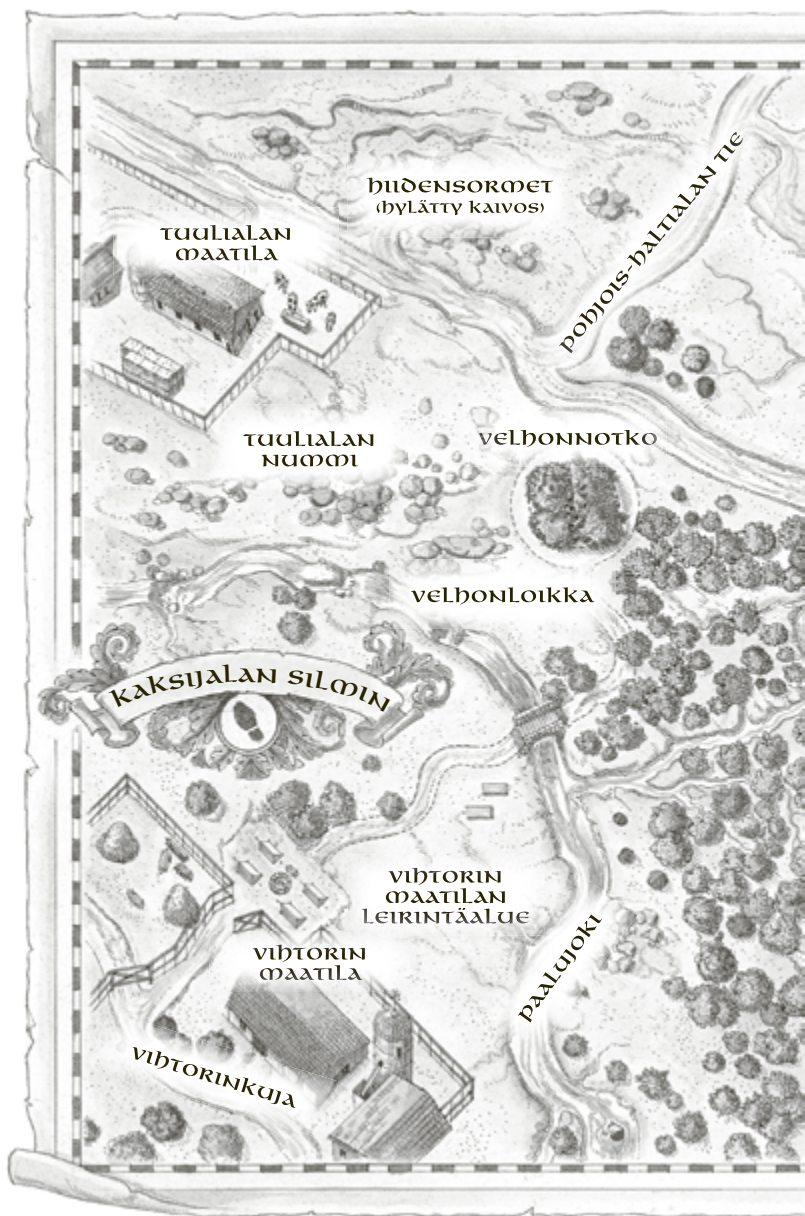 HIIDENSORMET
(HYLÄTTY KAIVOS)
POHJOIS-HALTIALAN TIE
TUULIALAN
MAATILA
TUULIALAN
NUMMI
VELHONNOTKO
VELHONLOIKKA
KAKSIJALAN SILMIN
VIHTORIN
MAATILAN
LEIRINTÄALUE
VIHTORIN
MAATILA
PAALUJOKI
VIHTORINKUJA